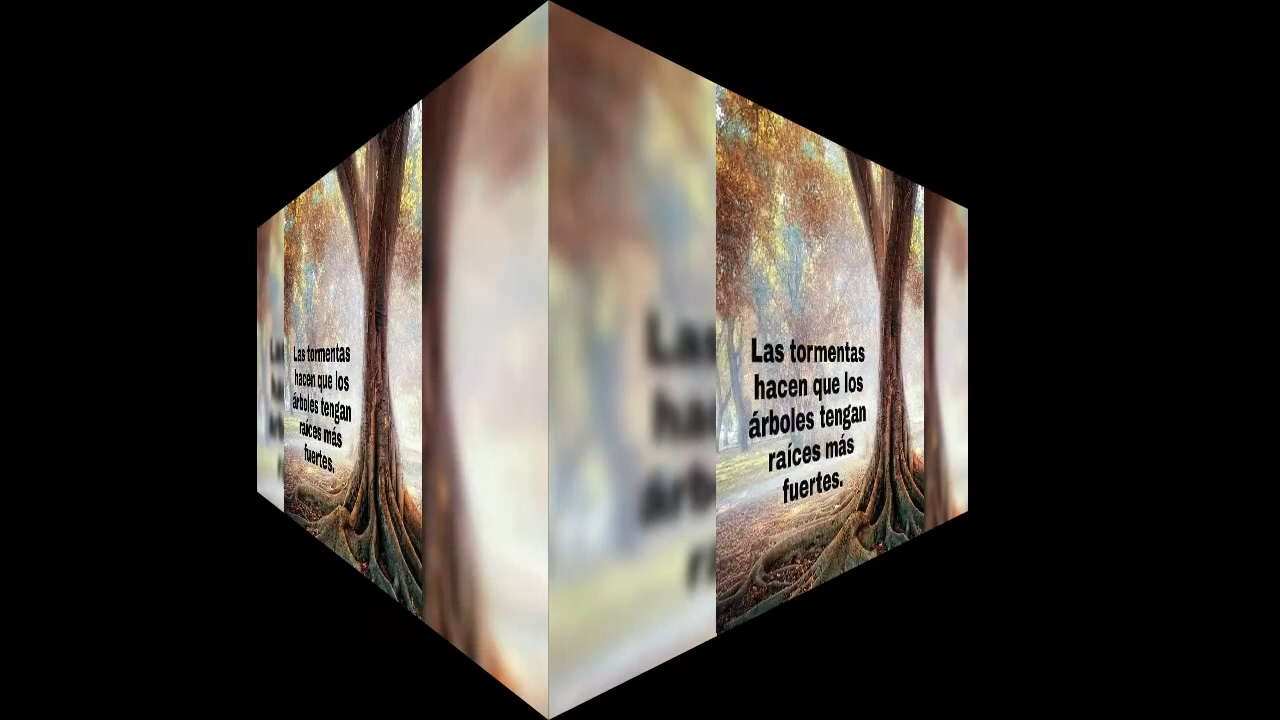 Las tormentas
hacen que los
árboles tengan
raíces más
fuertes.
Las tormentas
hacen que los
árboles tengan
raíces más
fuertes.